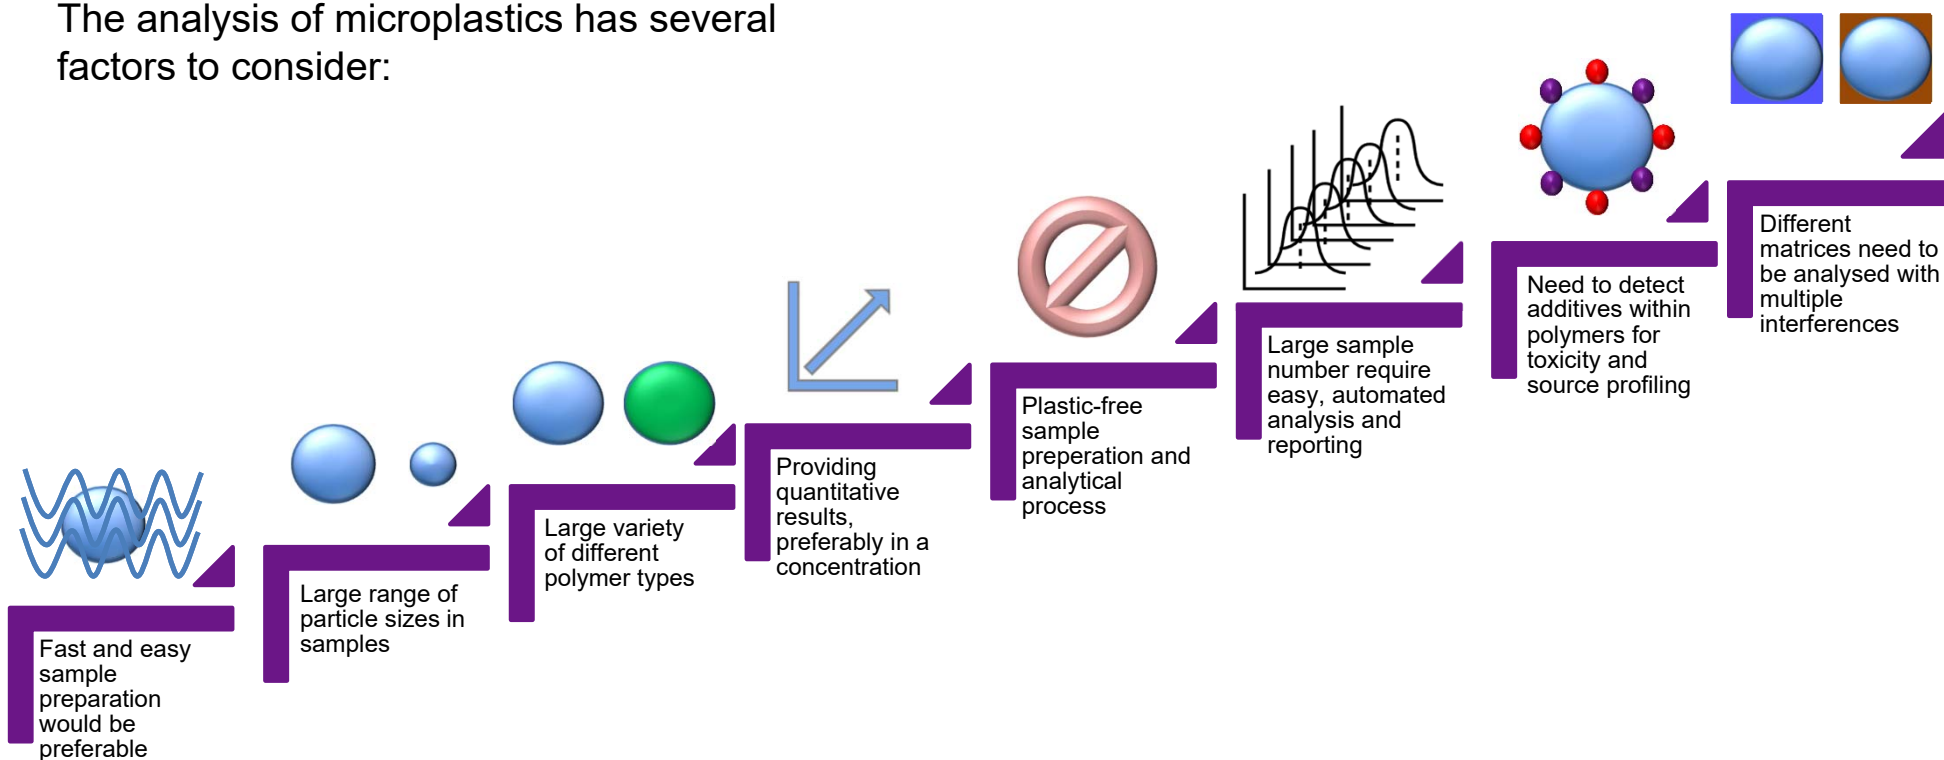 The analysis of microplastics has several
factors to consider:
Fast and easy
sample
preparation
would be
preferable
Large range of
particle sizes in
samples
Large variety
of different
polymer types
Providing
quantitative
results,
preferably in a
concentration
Plastic-free
sample
preperation and
analytical
process
Large sample
number require
easy, automated
analysis and
reporting
Need to detect
additives within
polymers for
toxicity and
source profiling
Different
matrices need to
be analysed with
multiple
interferences